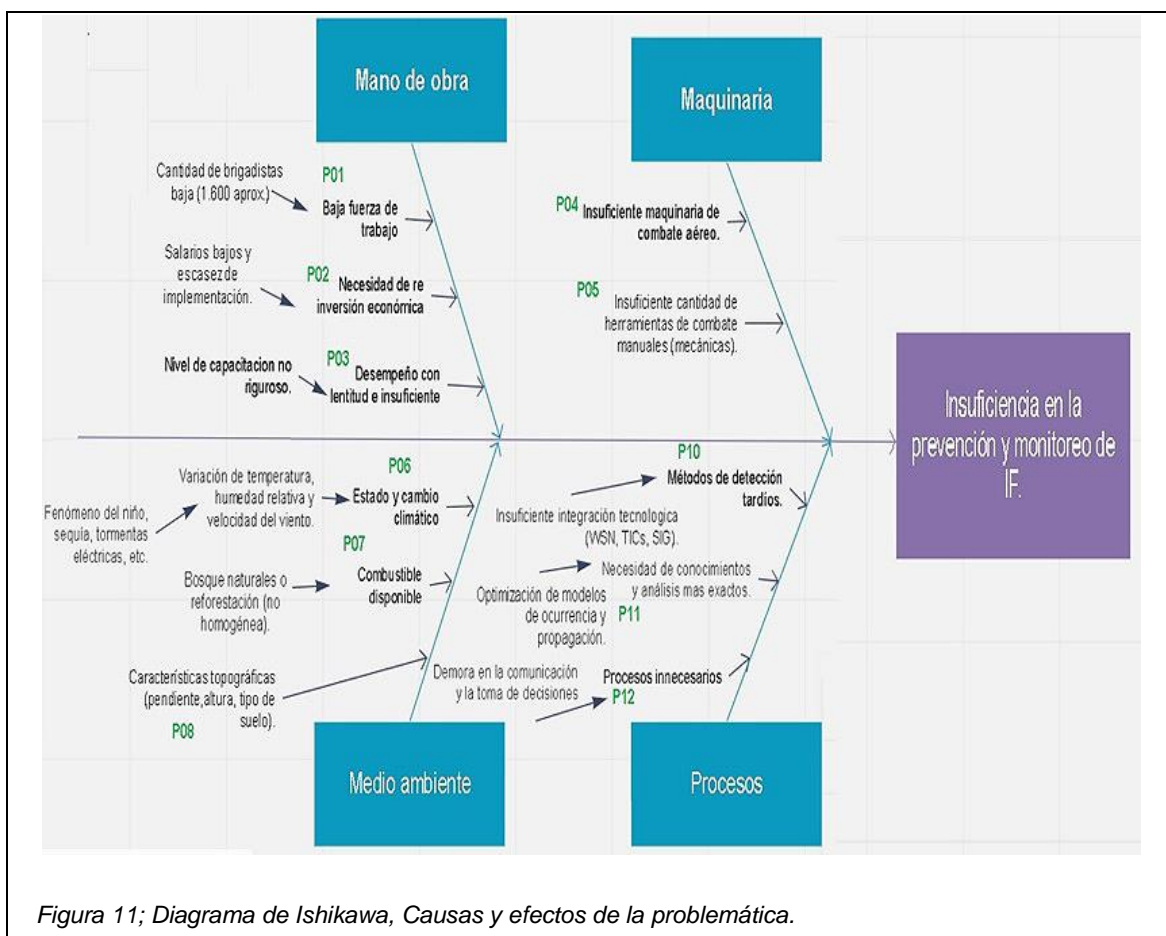 Mano de obra
Maquinaria
Cantidad de brigadistas
baja (1.600 aprox.)
P01
Baja fuerza de
trabajo
Salarios bajos y
escasez de
implementación.
P02
Necesidad de re
inversión económica
Nivel de capacitacion no
riguroso.
P03
Desempeño con
lentitud e insuficiente
P04
Insuficiente maquinaria de
combate aéreo.
P05
Insuficiente cantidad de
herramientas de combate
manuales (mecánicas).
Insuficiencia en la
prevención y monitoreo de
IF.
Fenómeno del niño,
sequía, tormentas
eléctricas, etc.
Variación de temperatura,
humedad relativa y
velocidad del viento.
P06
Estado y cambio
climático
P07
Bosque naturales o
reforestación (no
homogénea).
Combustible
disponible
Características topográficas
(pendiente,altura, tipo de
suelo).
P08
P10
Métodos de detección
tardíos.
Insuficiente integración tecnologica
(WSN, TICs, SIG).
Necesidad de conocimientos
y análisis mas exactos.
Optimización de modelos
de ocurrencia y
propagación.
P11
Demora en la comunicación
y la toma de decisiones
Procesos innecesarios
P12
Medio ambiente
Procesos
Figura 11; Diagrama de Ishikawa, Causas y efectos de la problemática.